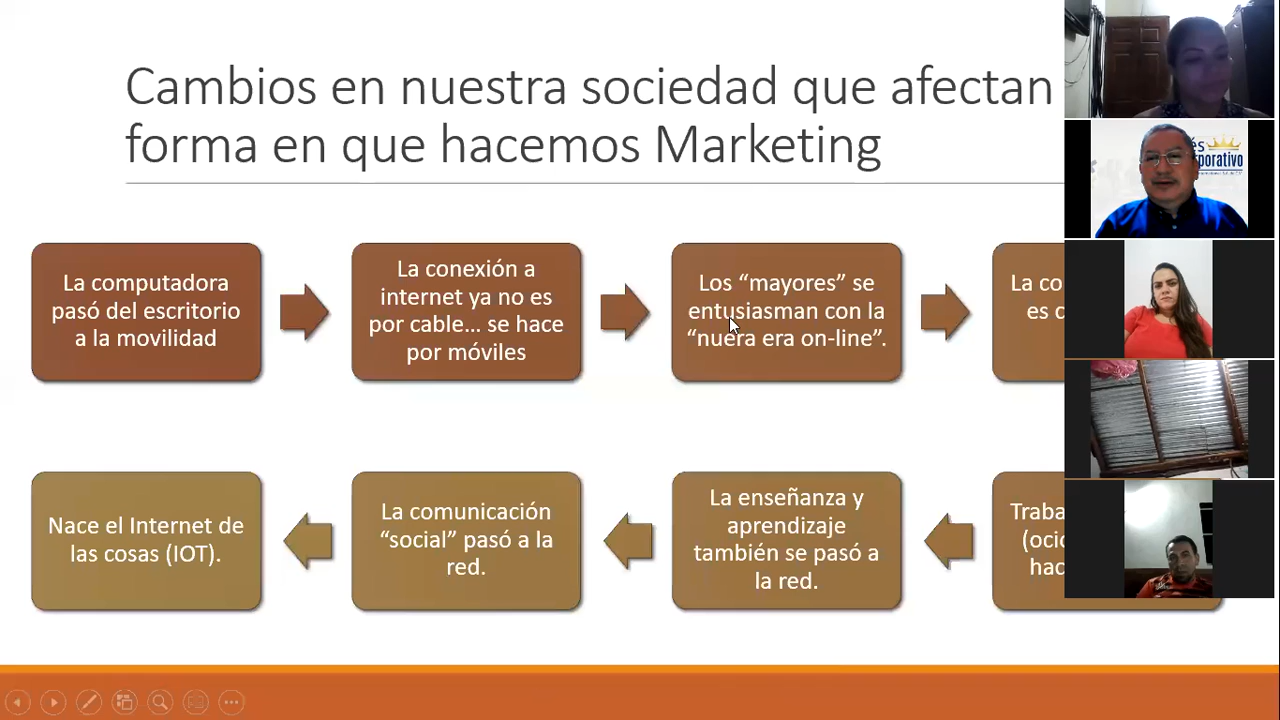 Cambios en nuestra sociedad que afectan
forma en que hacemos Marketing
La computadora
pasó del escritorio
a la movilidad
La conexión a
internet ya no es
por cable... se hace
por móviles
Los “mayores” se
entusiasman con la
“nuera era on-line”.
La
es
Nace el Internet de
las cosas (IOT).
La comunicación
“social” pasó a la
red.
La enseñanza y
aprendizaje
también se pasó a
la red.